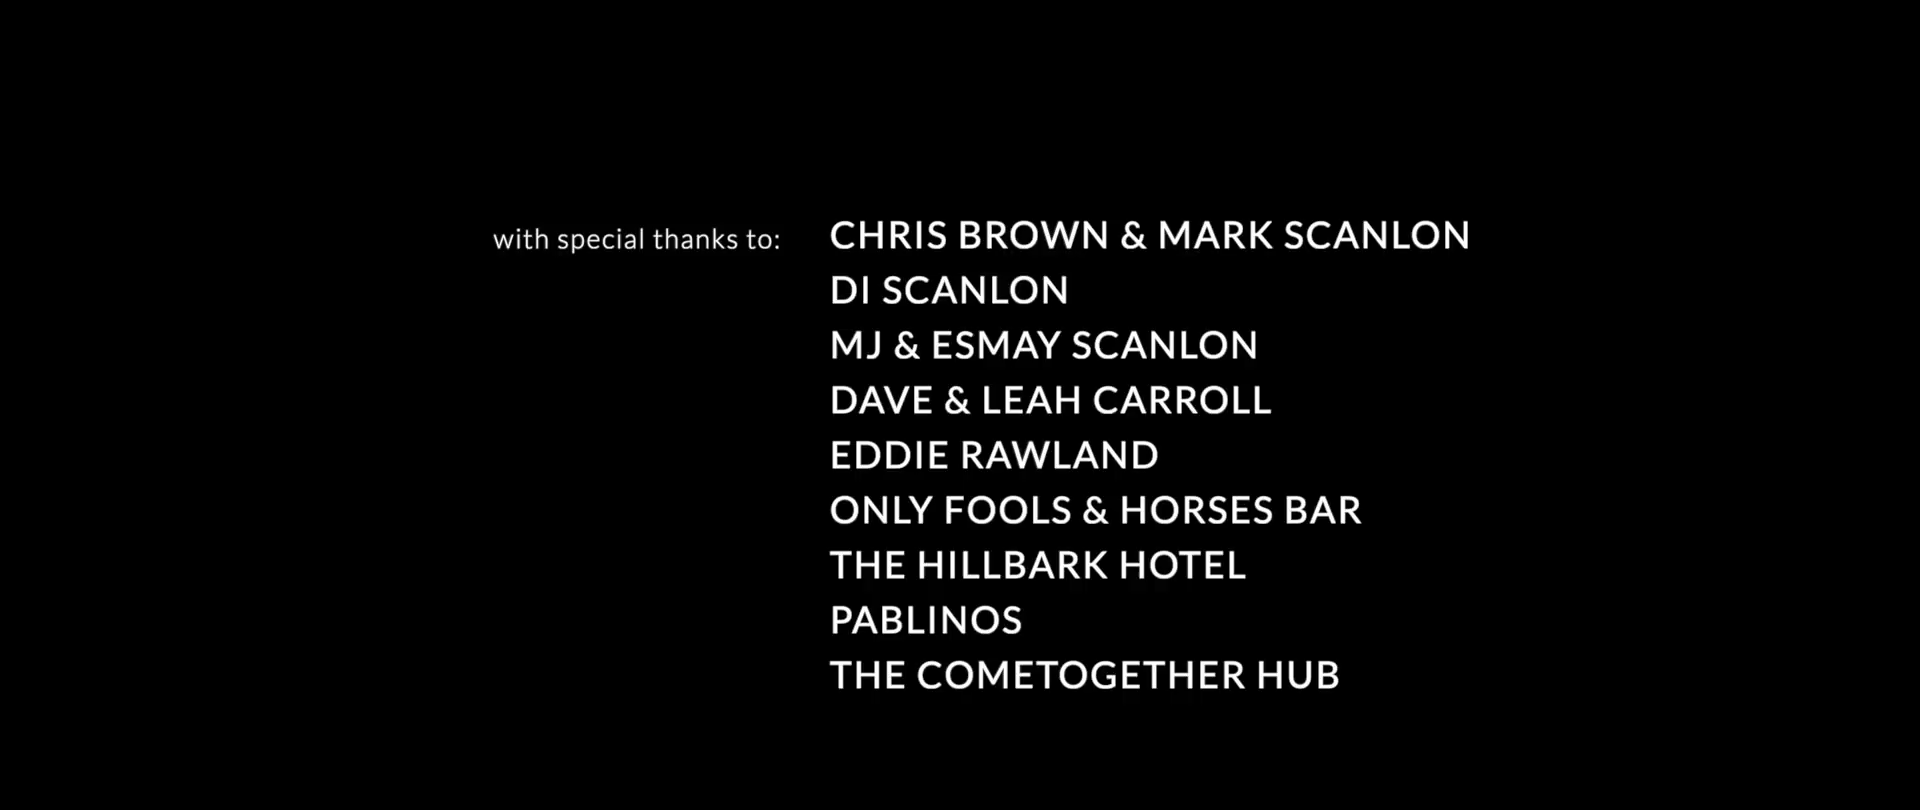 with special thanks to: CHRIS BROWN & MARK SCANLON
DI SCANLON
MJ & ESMAY SCANLON
DAVE & LEAH CARROLL
EDDIE RAWLAND
ONLY FOOLS & HORSES BAR
THE HILLBARK HOTEL
PABLINOS
THE COMETOGETHER HUB